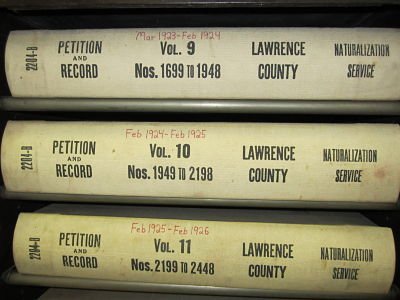 2204-B
PETITION
AND
RECORD
Mar 1923-Feb 1924
VOL. 9
Nos. 1699 TO 1948
LAWRENCE
COUNTY
NATURALIZATION
SERVICE
2204-B
PETITION
AND
RECORD
Feb 1924-Feb 1925
VOL. 10
Nos. 1949 TO 2198
LAWRENCE
COUNTY
NATURALIZATION
SERVICE
2204-B
PETITION
AND
RECORD
Feb 1925-Feb 1926
VOL. 11
Nos. 2199 TO 2448
LAWRENCE
COUNTY
NATURALIZATION
SERVICE